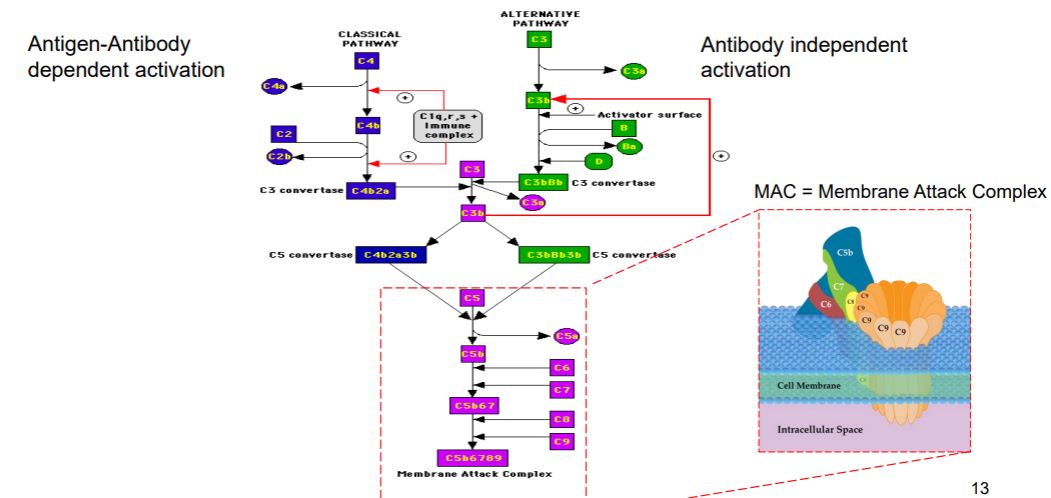 ALTERNATIVE
PATHWAY
Antigen-Antibody
dependent activation
CLASSICAL
PATHWAY
C3
Antibody independent
activation
C4
C3a
C4a
C3b
+
+
Activator surface
C1q,r,s +
Immune
complex
B
C4b
C2
Ba
+
+
C2b
D
C3
C3bBb
C3 convertase
C3 convertase
C4b2a
C3a
MAC = Membrane Attack Complex
C3b
C5 convertase
C4b2a3b
C3bBb3b
C5 convertase
C5b
C5
C7
C6
C8
C9
C9
C9
C9
C9
C5a
C5b
C6
C7
Cell Membrane
C5b67
C8
Intracellular Space
C9
C5b6789
Membrane Attack Complex
13